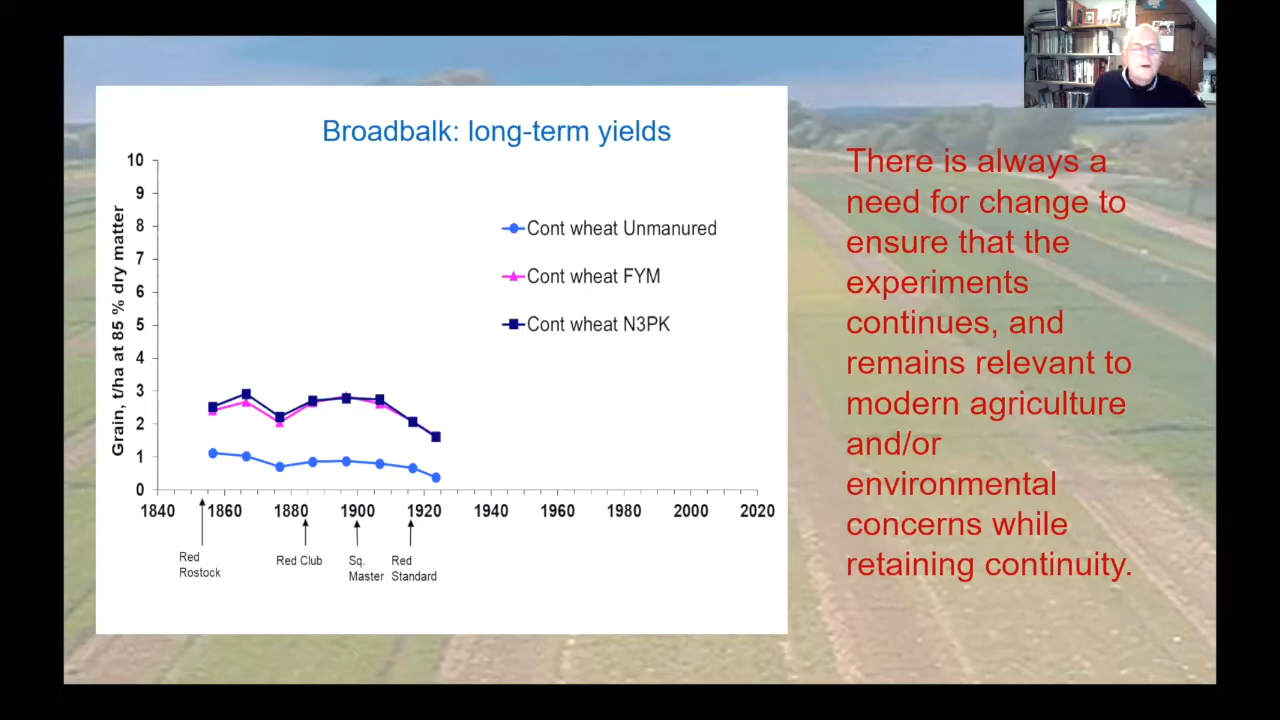 Broadbalk: long-term yields
Grain, t/ha at 85 % dry matter
10
9
8
7
6
5
4
3
2
1
0
Cont wheat Unmanured
Cont wheat FYM
Cont wheat N3PK
1840 1860 1880 1900 1920 1940 1960 1980 2000 2020
Red
Rostock
Red Club
Sq.
Master
Red
Standard
There is always a
need for change to
ensure that the
experiments
continues, and
remains relevant to
modern agriculture
and/or
environmental
concerns while
retaining continuity.